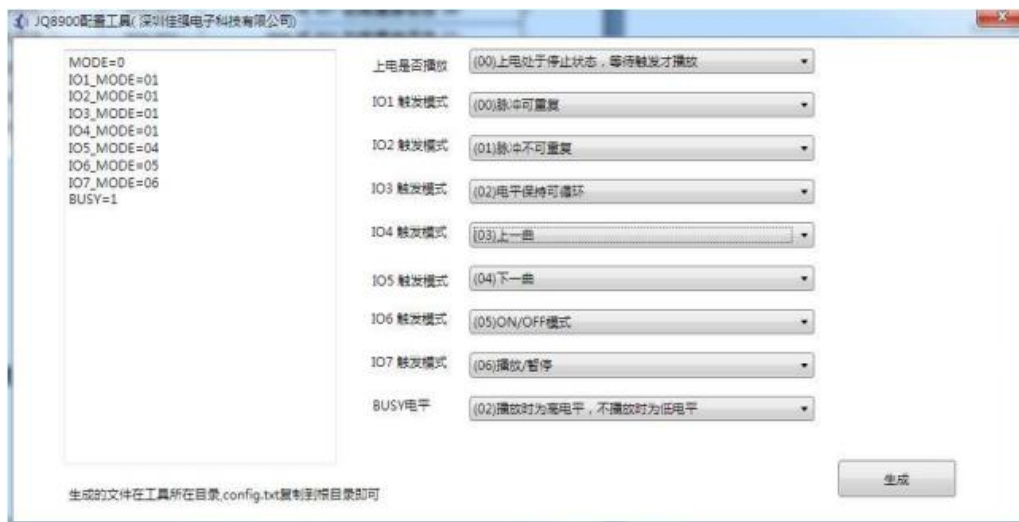 JQ8900配置工具( 深圳佳强电子科技有限公司)
MODE=0
IO1_MODE=01
IO2_MODE=01
IO3_MODE=01
IO4_MODE=01
IO5_MODE=04
IO6_MODE=05
IO7_MODE=06
BUSY=1
上电是否播放 (00)上电处于停止状态，等待触发才播放
IO1 触发模式 (00)脉冲可重复
IO2 触发模式 (01)脉冲不可重复
IO3 触发模式 (02)电平保持可循环
IO4 触发模式 (03)上一曲
IO5 触发模式 (04)下一曲
IO6 触发模式 (05)ON/OFF模式
IO7 触发模式 (06)播放/暂停
BUSY电平 (02)播放时为高电平，不播放时为低电平
生成
生成的文件在工具所在目录,config.txt复制到根目录即可